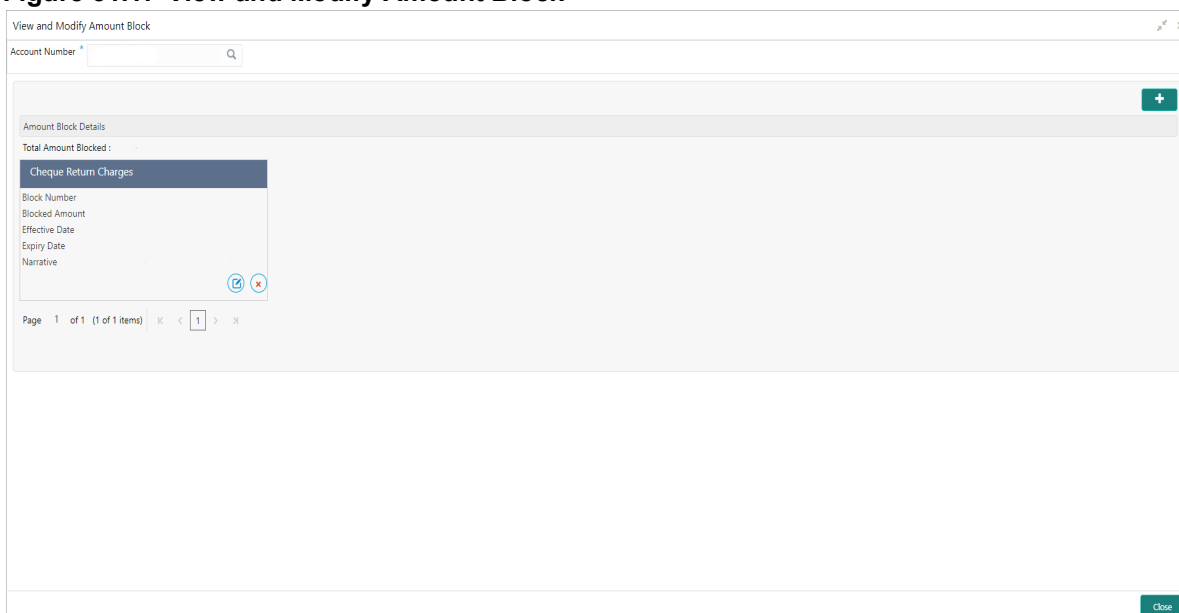 View and Modify Amount Block
Account Number *
+
Amount Block Details
Total Amount Blocked :
Cheque Return Charges
Block Number
Blocked Amount
Effective Date
Expiry Date
Narrative
Page 1 of 1 (1 of 1 items) K < 1 > X
Close